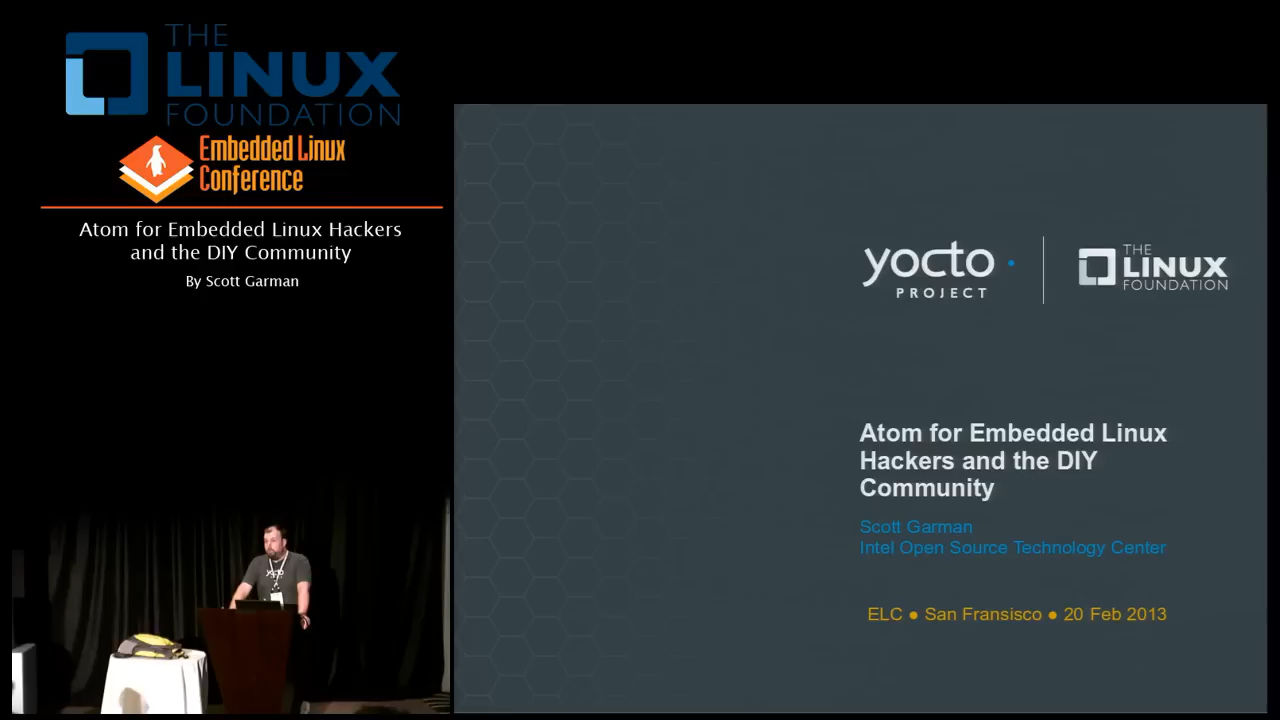 THE
LINUX
FOUNDATION
Embedded Linux
Conference
Atom for Embedded Linux Hackers
and the DIY Community
By Scott Garman
yocto
PROJECT
THE
LINUX
FOUNDATION
Atom for Embedded Linux
Hackers and the DIY
Community
Scott Garman
Intel Open Source Technology Center
ELC ● San Fransisco ● 20 Feb 2013
yocto